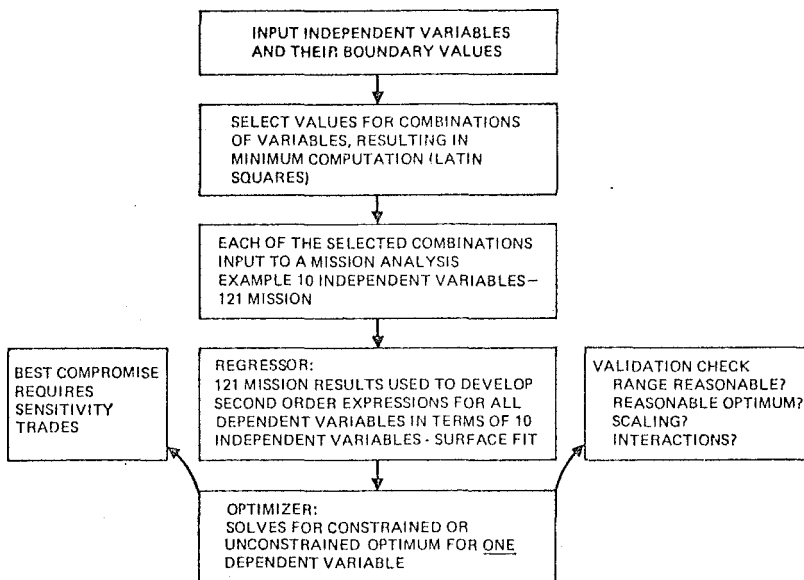 INPUT INDEPENDENT VARIABLES
AND THEIR BOUNDARY VALUES
SELECT VALUES FOR COMBINATIONS
OF VARIABLES, RESULTING IN
MINIMUM COMPUTATION (LATIN
SQUARES)
EACH OF THE SELECTED COMBINATIONS
INPUT TO A MISSION ANALYSIS
EXAMPLE 10 INDEPENDENT VARIABLES—
121 MISSION
BEST COMPROMISE
REQUIRES
SENSITIVITY
TRADES
REGRESSOR:
121 MISSION RESULTS USED TO DEVELOP
SECOND ORDER EXPRESSIONS FOR ALL
DEPENDENT VARIABLES IN TERMS OF 10
INDEPENDENT VARIABLES - SURFACE FIT
VALIDATION CHECK
RANGE REASONABLE?
REASONABLE OPTIMUM?
SCALING?
INTERACTIONS?
OPTIMIZER:
SOLVES FOR CONSTRAINED OR
UNCONSTRAINED OPTIMUM FOR ONE
DEPENDENT VARIABLE